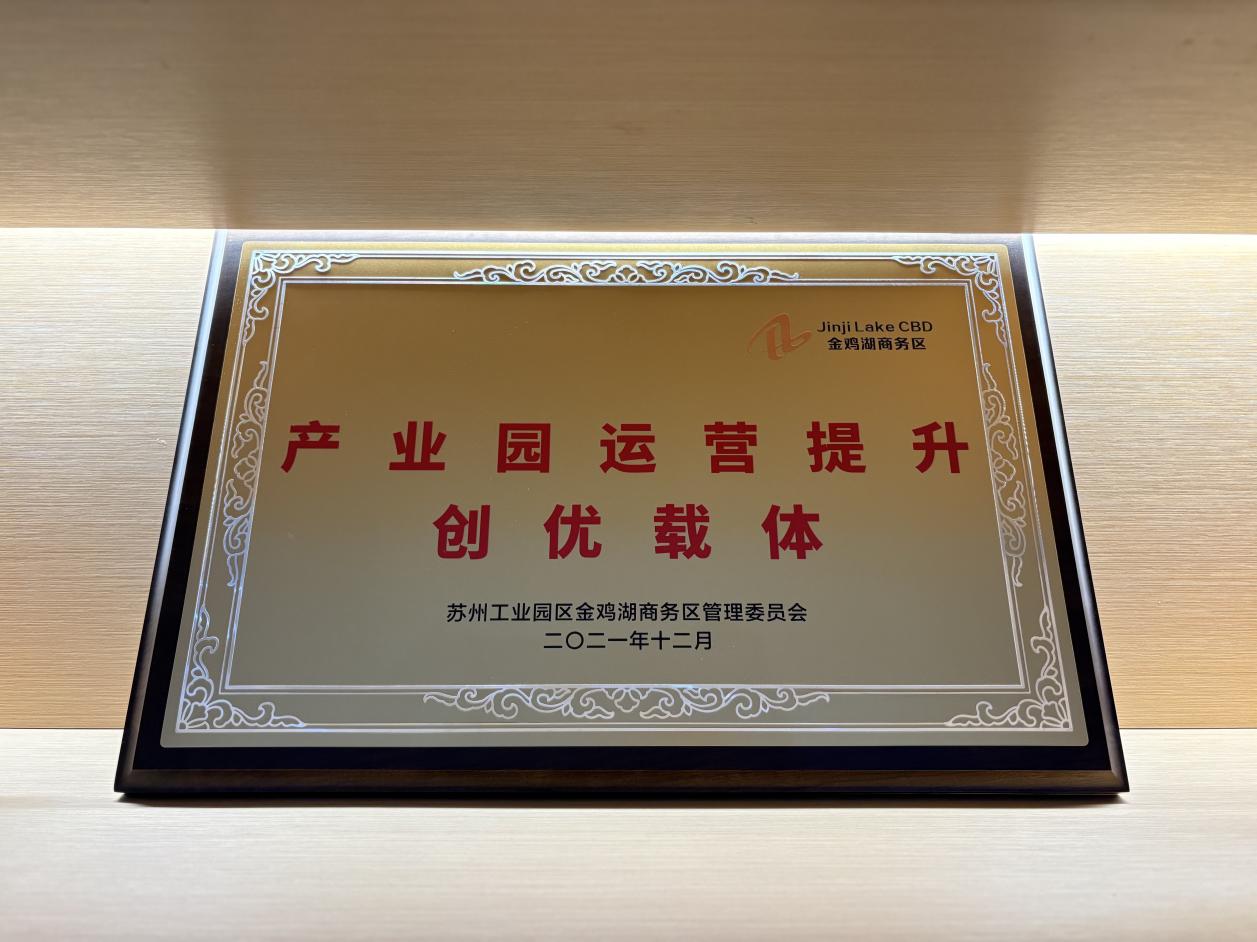 Jinji Lake CBD
金鸡湖商务区
产业园运营提升
创优载体
苏州工业园区金鸡湖商务区管理委员会
二〇二一年十二月